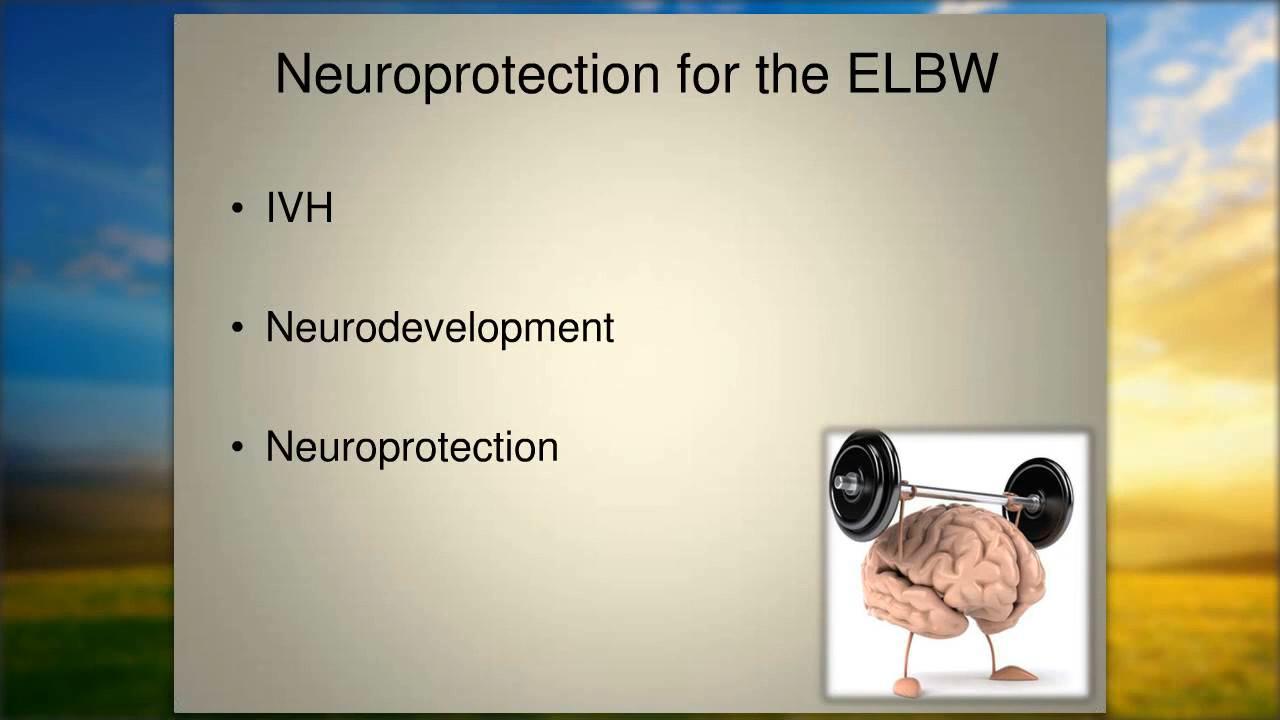 Neuroprotection for the ELBW
• IVH
• Neurodevelopment
• Neuroprotection